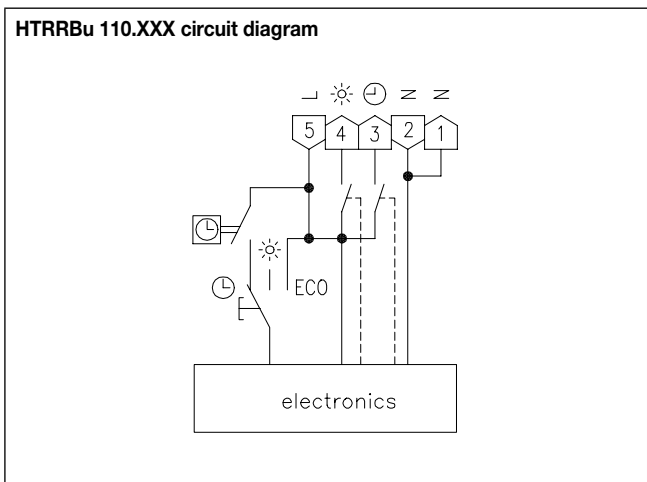 HTRRBu 110.XXX circuit diagram
L N N
5 4 3 2 1
ECO
electronics